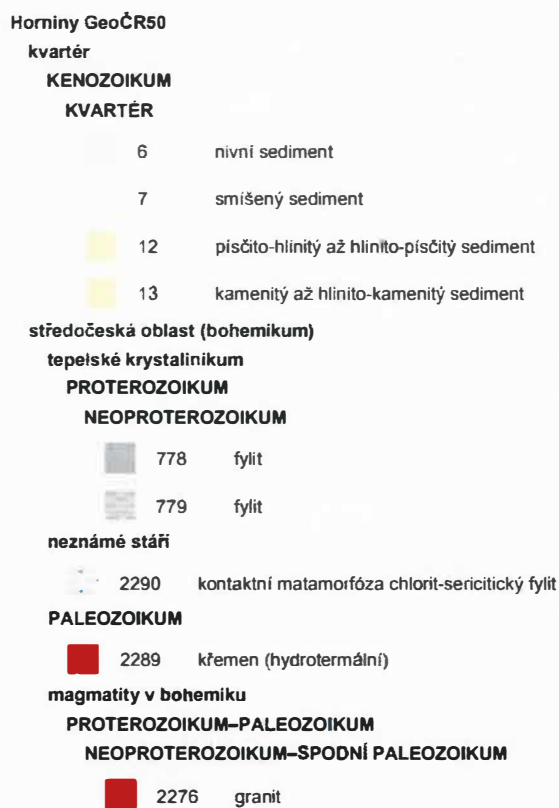 Horniny GeoČR50
kvartér
KENOZOIKUM
KVARTÉR
6 nivní sediment
7 smíšený sediment
12 písčito-hlinitý až hlinito-písčitý sediment
13 kamenitý až hlinito-kamenitý sediment
středočeská oblast (bohemikum)
tepelské krystalinikum
PROTEROZOIKUM
NEOPROTEROZOIKUM
778 fylit
779 fylit
neznámé stáří
2290 kontaktní matamorfóza chlorit-sericitický fylit
PALEOZOIKUM
2289 křemen (hydrotermální)
magmatity v bohemiku
PROTEROZOIKUM–PALEOZOIKUM
NEOPROTEROZOIKUM–SPODNÍ PALEOZOIKUM
2276 granit